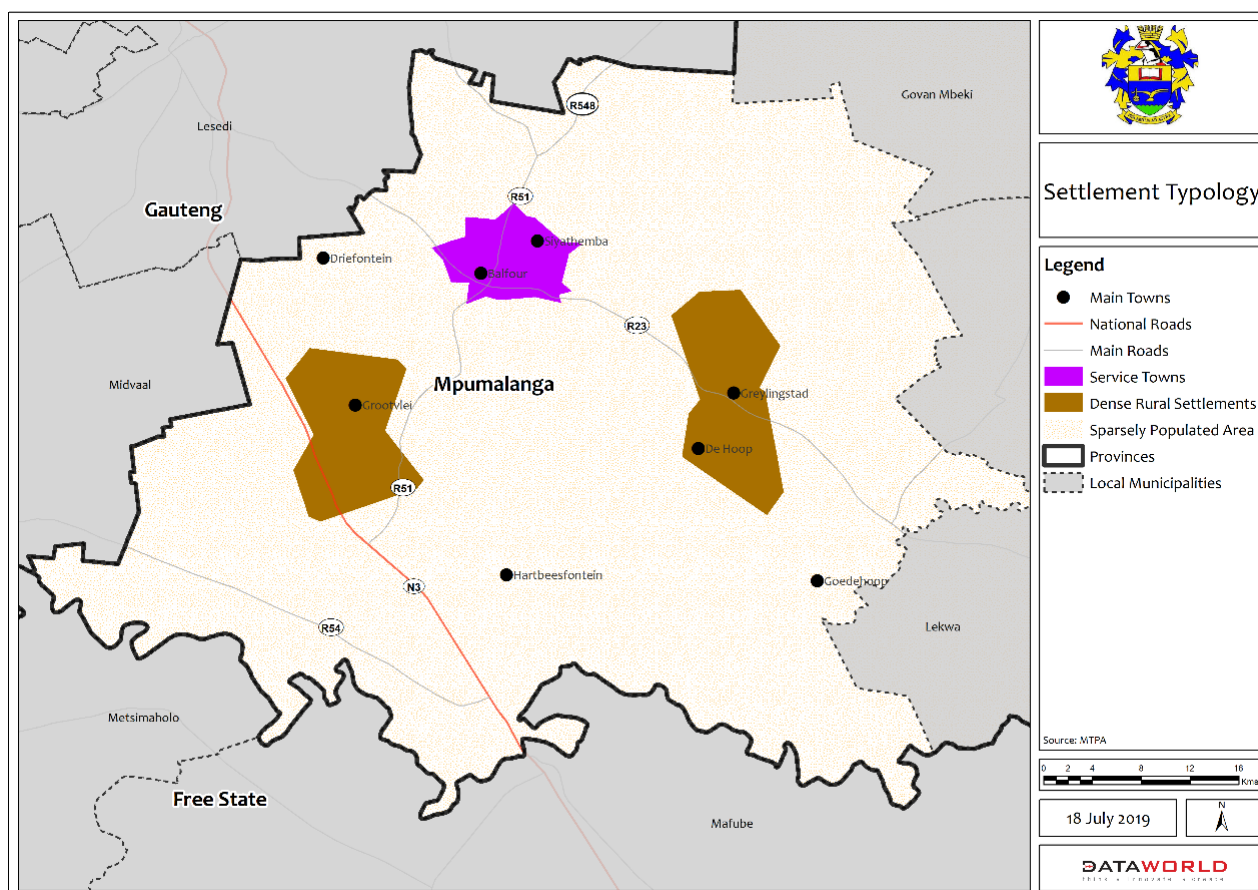 R548
Govan Mbeki
Lesedi
R51
Gauteng
Siyathemba
Driefontein
Balfour
R23
Midvaal
Mpumalanga
Greylingstad
Grootvlei
De Hoop
R51
Hartbeesfontein
Goedehoop
N3
R54
Lekwa
Metsimaholo
Free State
Mafube
Settlement Typology
Legend
Main Towns
National Roads
Main Roads
Service Towns
Dense Rural Settlements
Sparsely Populated Area
Provinces
Local Municipalities
Source: MTPA
0 2 4 8 12 16
Kms
18 July 2019
N
DATAWORLD